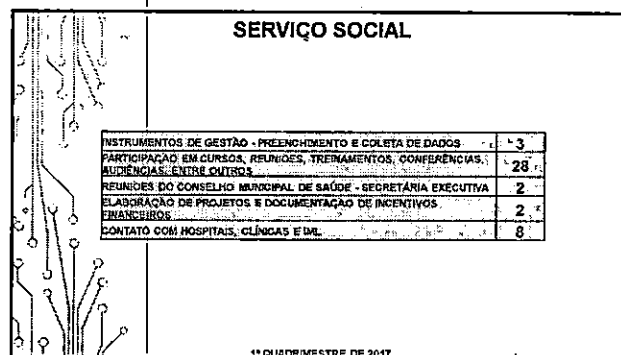 SERVIÇO SOCIAL
INSTRUMENTOS DE GESTÃO - PREENCHIMENTO E COLETA DE DADOS 3
PARTICIPAÇÃO EM CURSOS, REUNIÕES, TREINAMENTOS, CONFERÊNCIAS, 28
AUDIÊNCIAS, ENTRE OUTROS
REUNIÕES DO CONSELHO MUNICIPAL DE SAÚDE - SECRETÁRIA EXECUTIVA 2
ELABORAÇÃO DE PROJETOS E DOCUMENTAÇÃO DE INCENTIVOS 2
FINANCEIROS
CONTATO COM HOSPITAIS, CLÍNICAS E IML 8
1º QUADRIMESTRE DE 2017